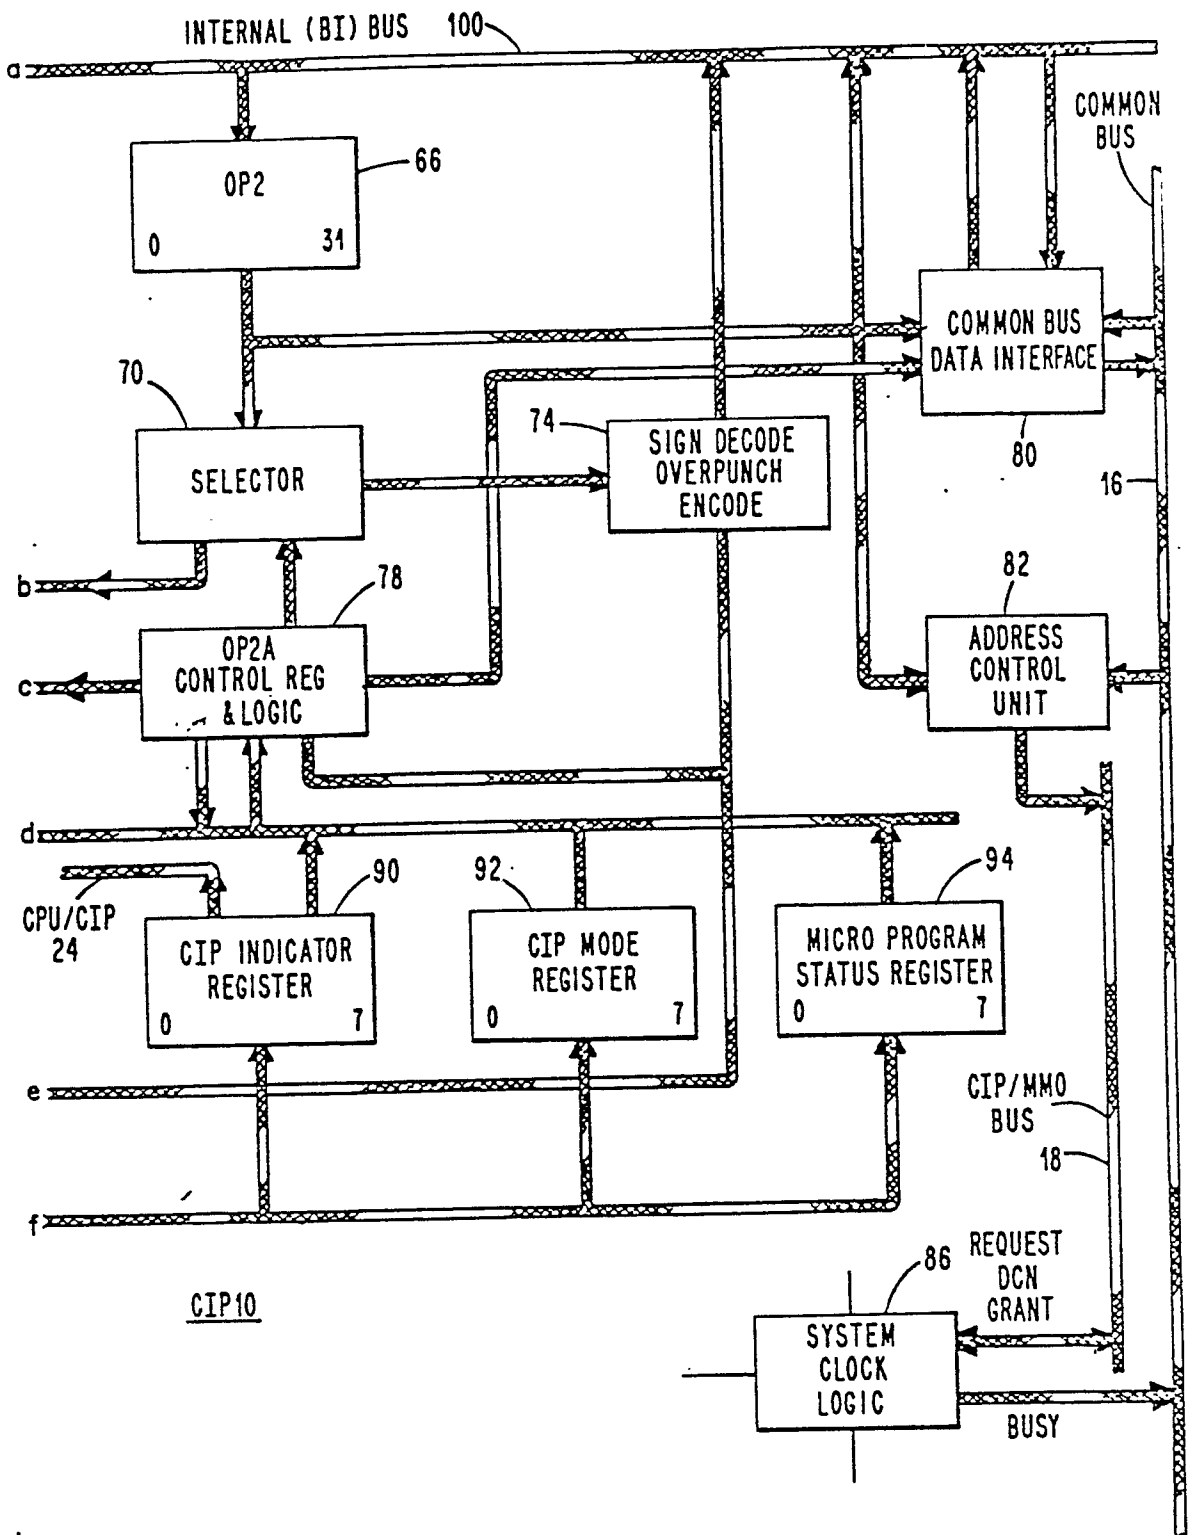 INTERNAL (BI) BUS 100
a
COMMON
BUS
66
OP2
0 31
70
COMMON BUS
DATA INTERFACE
80
74
SIGN DECODE
OVERPUNCH
ENCODE
SELECTOR
16
b
78
82
OP2A
CONTROL REG
& LOGIC
ADDRESS
CONTROL
UNIT
c
d
CPU/CIP
24
90
92
94
CIP INDICATOR
REGISTER
0 7
CIP MODE
REGISTER
0 7
MICRO PROGRAM
STATUS REGISTER
0 7
e
CIP/MMO
BUS
18
f
CIP10
86
REQUEST
DCN
GRANT
SYSTEM
CLOCK
LOGIC
BUSY